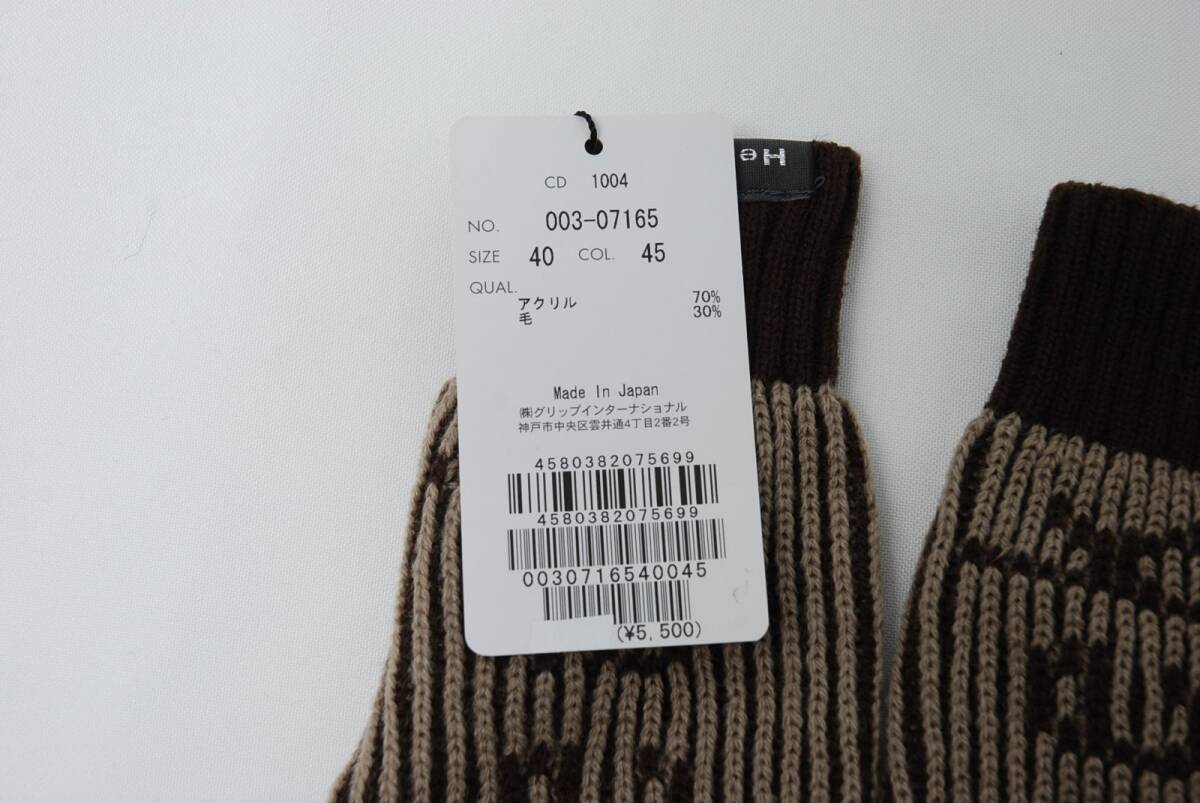 CD 1004
NO. 003-07165
SIZE 40 COL. 45
QUAL.
アクリル 70%
毛 30%
Made In Japan
㈱グリップインターナショナル
神戸市中央区雲井通4丁目2番2号
4580382075699
4580382075699
0030716540045
(¥5,500)